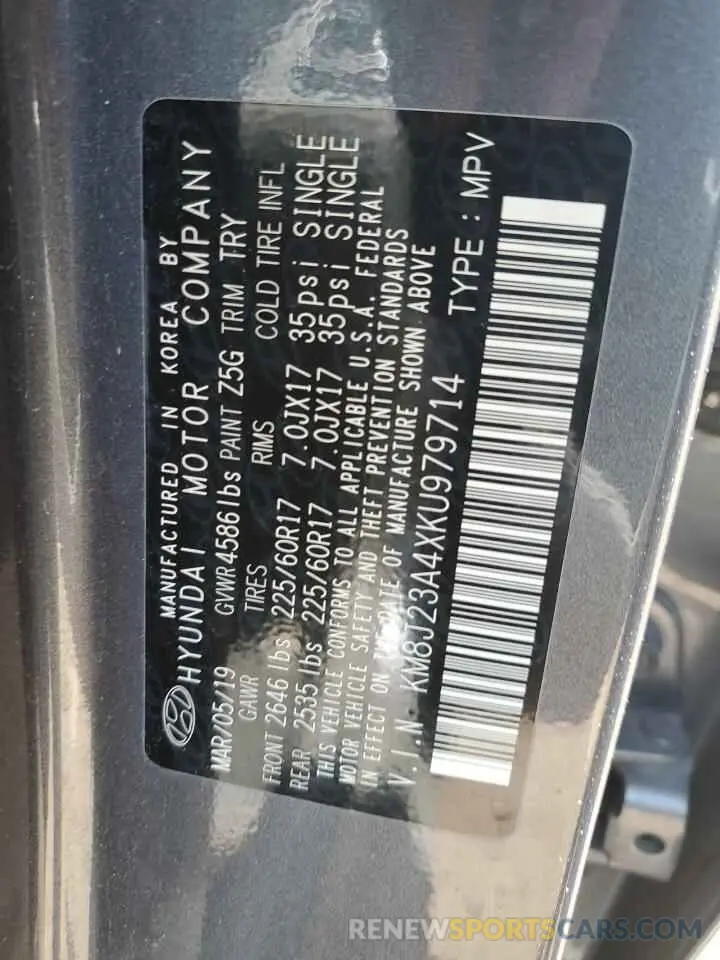 MANUFACTURED IN KOREA BY
HYUNDAI MOTOR COMPANY
MAR/05/19 GVWR 4586 lbs PAINT Z5G TRIM TRY
GAWR TIRES RMS COLD TIRE INFL
FRONT 2646 lbs 225/60R17 7.0JX17 35psi SINGLE
REAR 2535 lbs 225/60R17 7.0JX17 35psi SINGLE
THIS VEHICLE CONFORMS TO ALL APPLICABLE U.S.A. FEDERAL
MOTOR VEHICLE SAFETY AND THEFT PREVENTION STANDARDS
IN EFFECT ON THE DATE OF MANUFACTURE SHOWN ABOVE
V.I.N: KM8J23A4XKU979714 TYPE : MPV
RENEWSPORTSCARS.COM